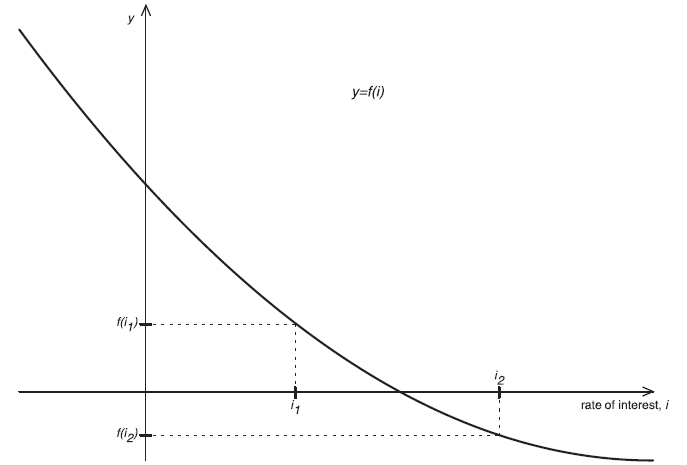 y
y=f(i)
f(i1)
i2
i1
rate of interest, i
f(i2)